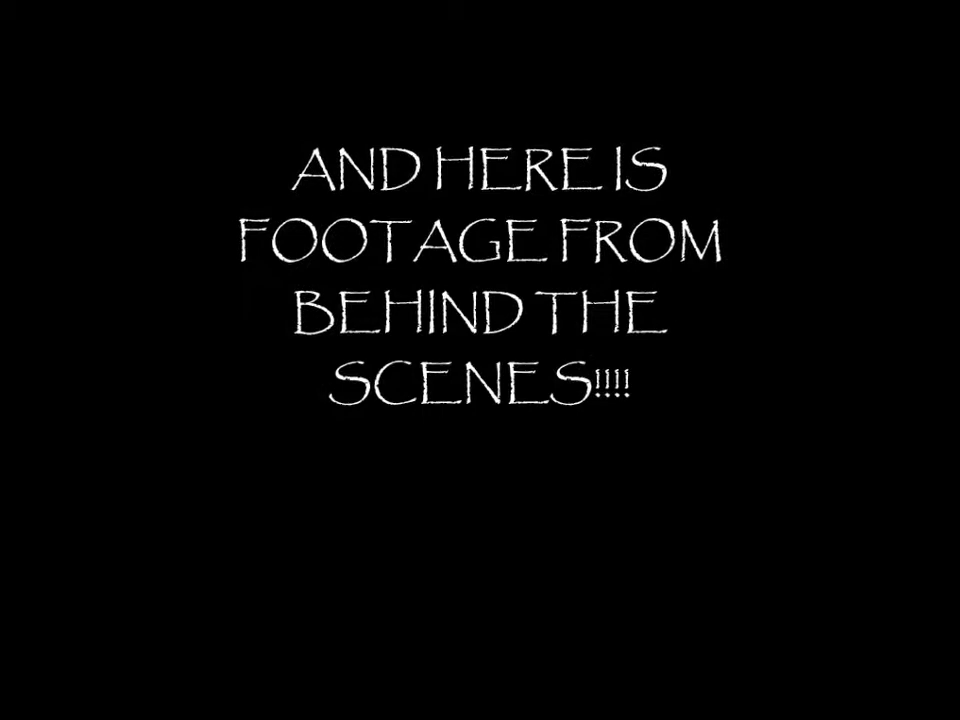 AND HERE IS
FOOTAGE FROM
BEHIND THE
SCENES!!!!